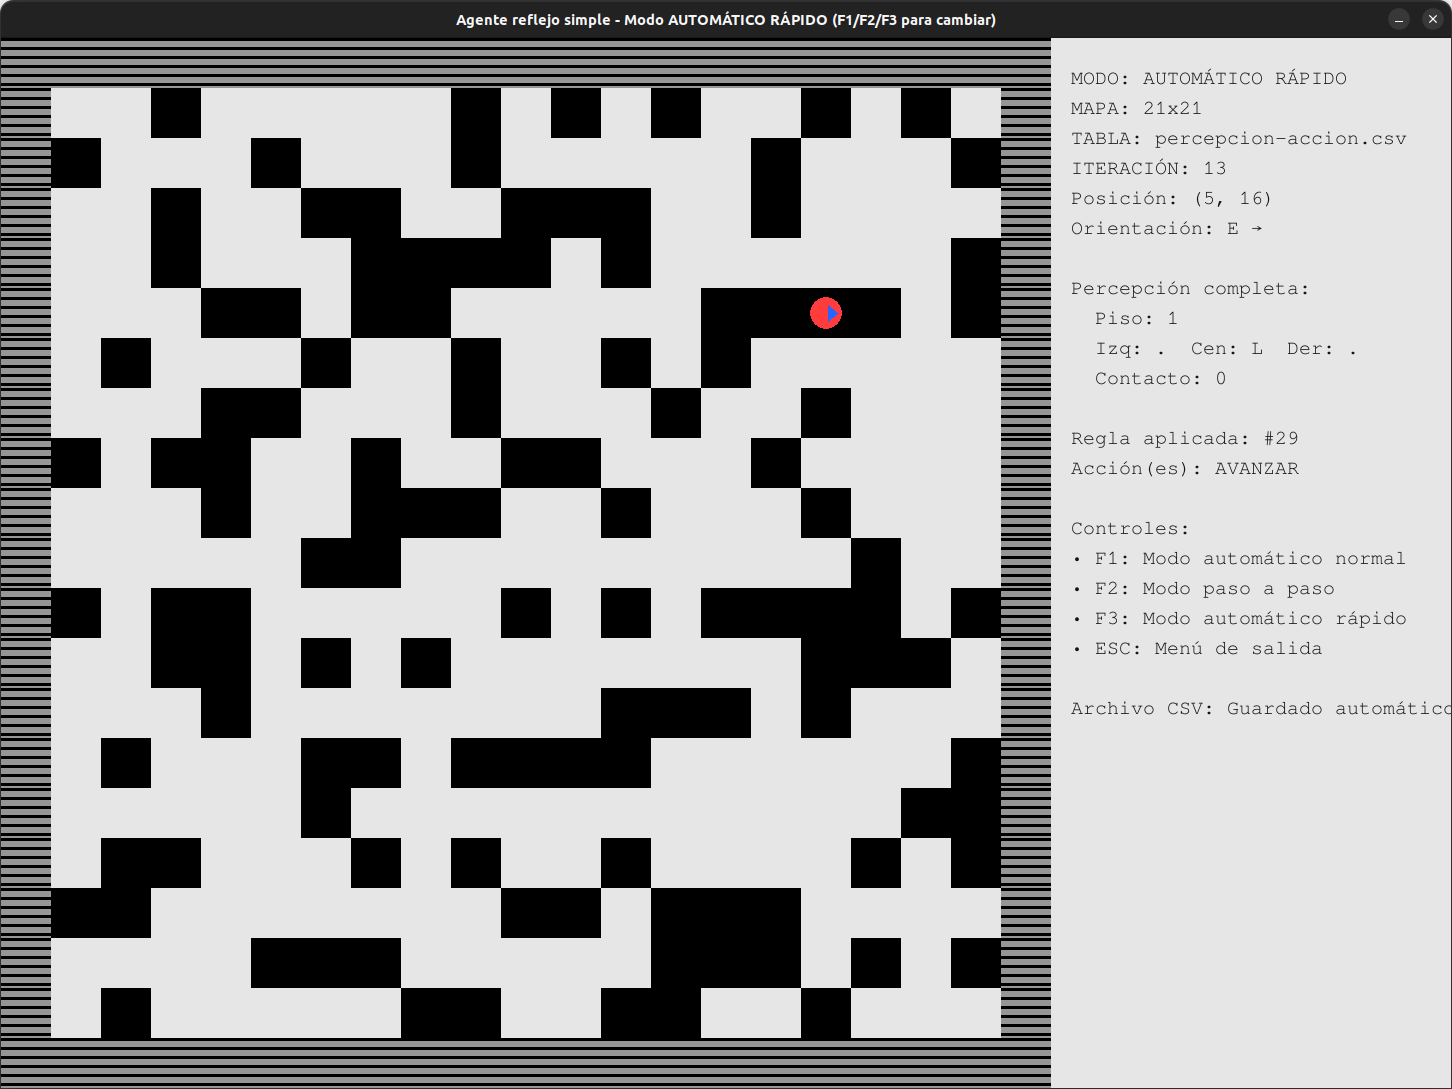 Agente reflejo simple - Modo AUTOMÁTICO RÁPIDO (F1/F2/F3 para cambiar)
MODO: AUTOMÁTICO RÁPIDO
MAPA: 21x21
TABLA: percepcion-accion.csv
ITERACIÓN: 13
Posición: (5, 16)
Orientación: E →
Percepción completa:
Piso: 1
Izq: .  Cen: L  Der: .
Contacto: 0
Regla aplicada: #29
Acción(es): AVANZAR
Controles:
• F1: Modo automático normal
• F2: Modo paso a paso
• F3: Modo automático rápido
• ESC: Menú de salida
Archivo CSV: Guardado automático